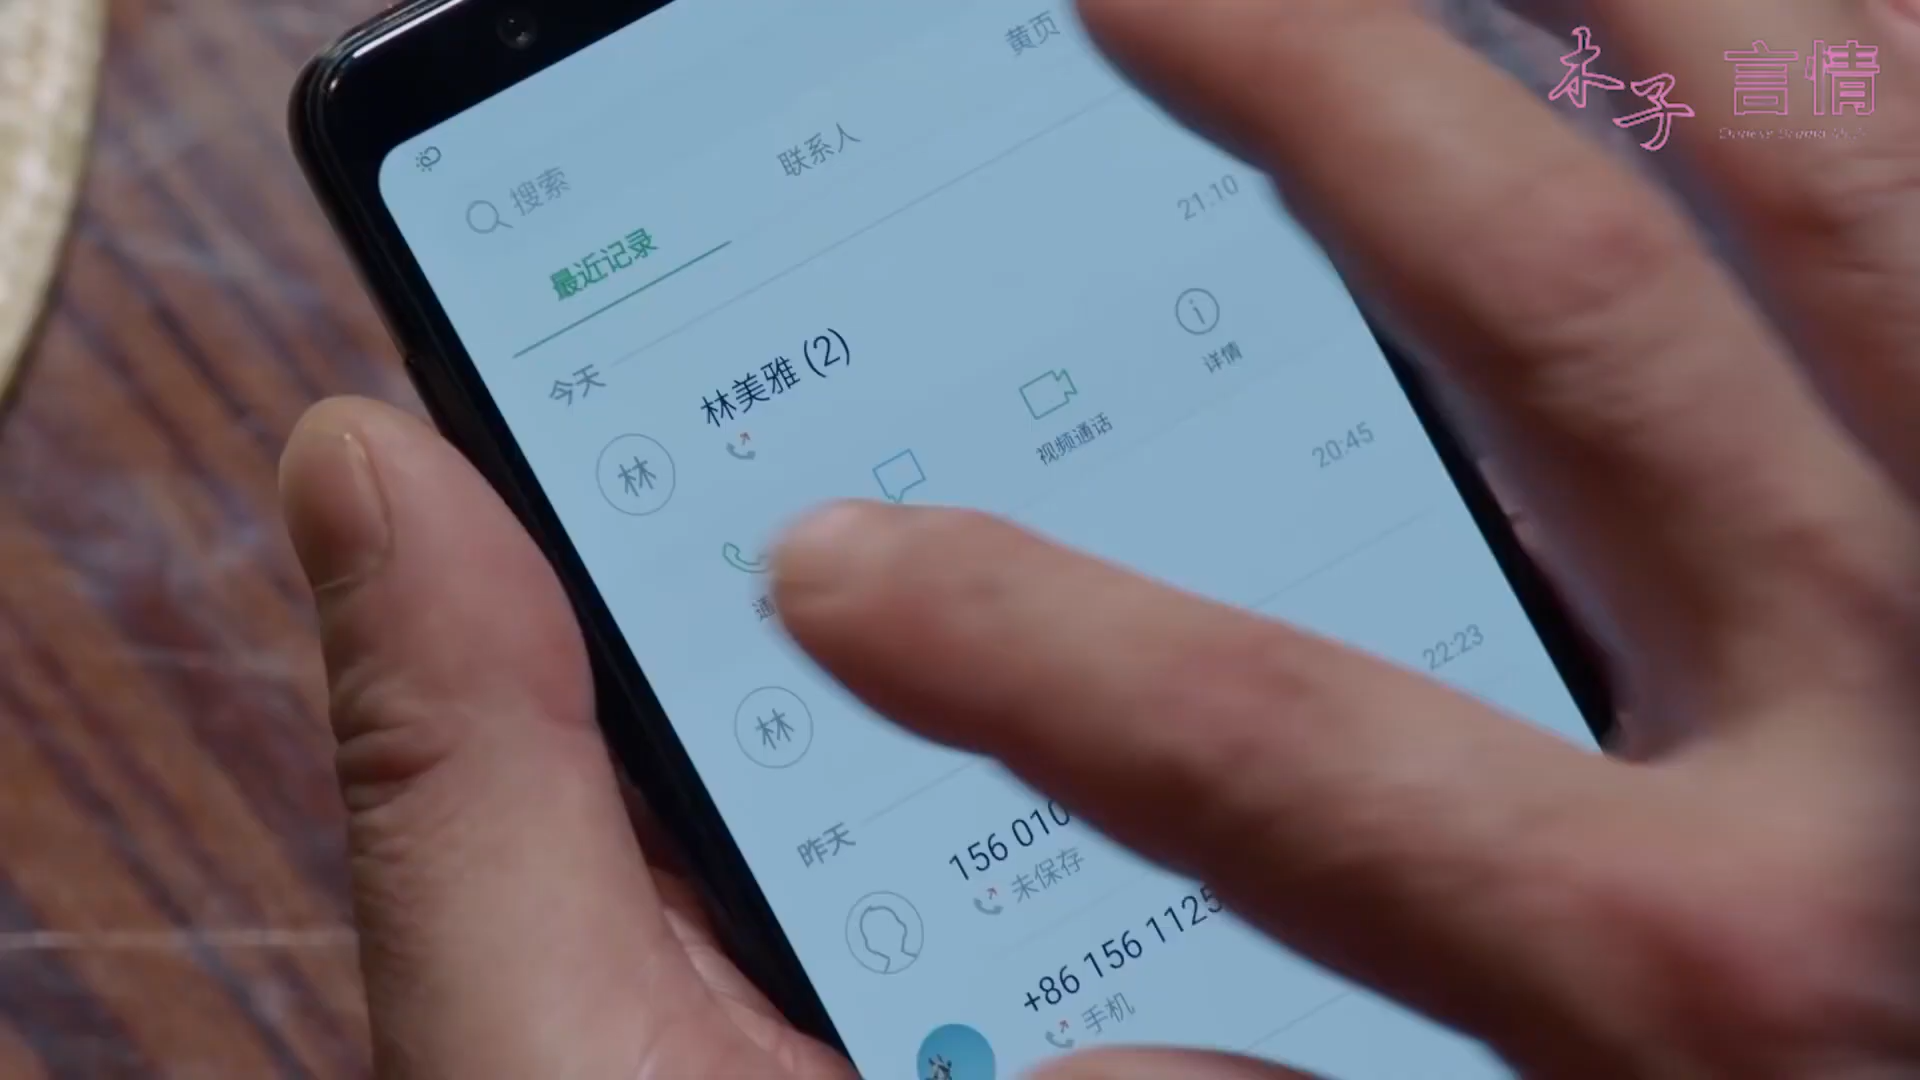 木子 言情
黄页
联系人
搜索
最近记录
21:10
今天
林美雅 (2)
林
详情
视频通话
20:45
通
林
22:23
昨天
156 010
未保存
+86 156 1125
手机